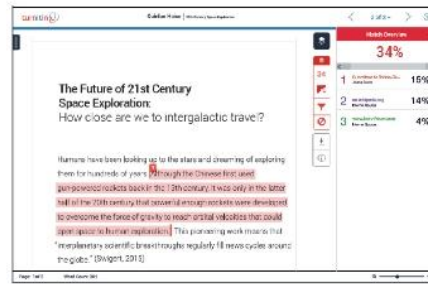 turnitin
Match Overview
34%
The Future of 21st Century
Space Exploration:
How close are we to intergalactic travel?
34
1
15%
2
14%
3
4%
Humans have been looking up to the stars and dreaming of exploring
them for hundreds of years. Although the Chinese first used
gun-powered rockets back in the 13th century, it was only in the latter
half of the 20th century that powerful enough rockets were developed
to overcome the force of gravity to reach orbital velocities that could
open space to human exploration. This pioneering work means that
"interplanetary scientific breakthroughs regularly fill news cycles around
the globe." (Swigert, 2015)